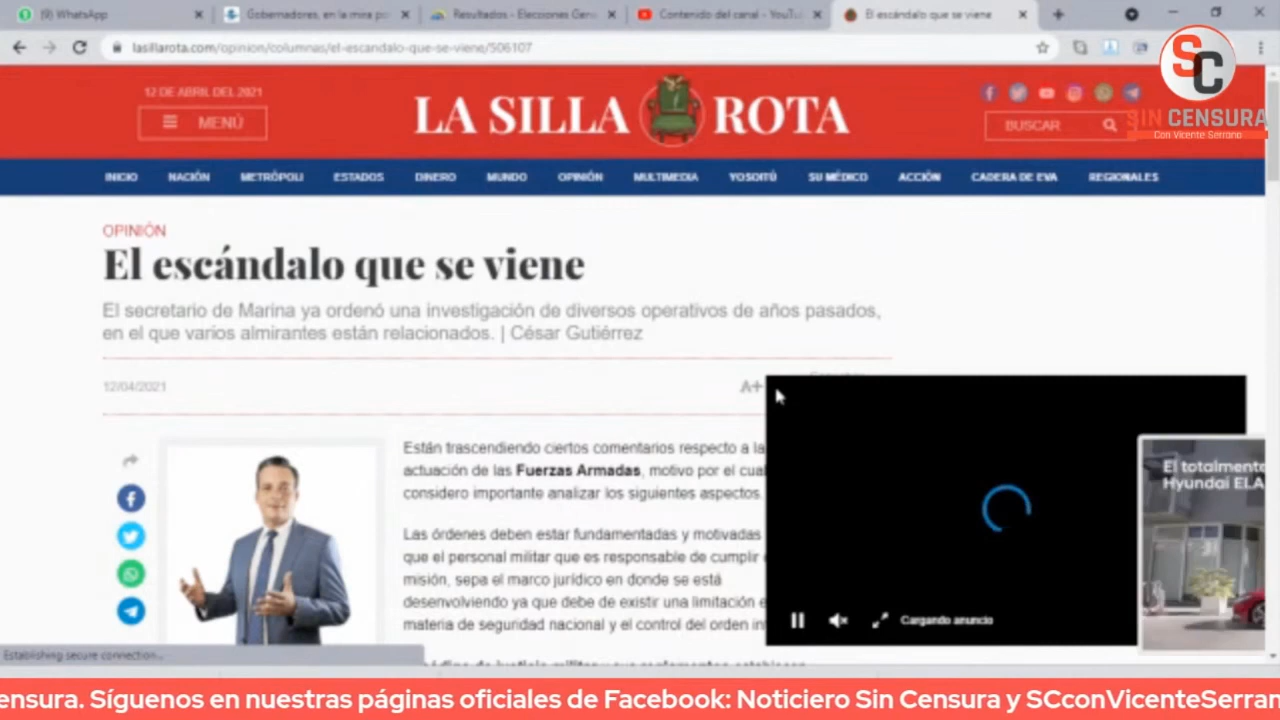 (9) WhatsApp
Gobernadores, en la mira po
Resultados - Elecciones Gene
Contenido del canal - YouTu
El escándalo que se viene
lasillarota.com/opinion/columnas/el-escandalo-que-se-viene/506107
SC
SIN CENSURA
Con Vicente Serrano
12 DE ABRIL DEL 2021
MENÚ
LA SILLA ROTA
BUSCAR
INICIO NACIÓN METRÓPOLI ESTADOS DINERO MUNDO OPINIÓN MULTIMEDIA YOSOITÚ SU MÉDICO ACCIÓN CADERA DE EVA REGIONALES
OPINIÓN
El escándalo que se viene
El secretario de Marina ya ordenó una investigación de diversos operativos de años pasados,
en el que varios almirantes están relacionados. | César Gutiérrez
12/04/2021
A+
Están trascendiendo ciertos comentarios respecto a la
actuación de las Fuerzas Armadas, motivo por el cual
considero importante analizar los siguientes aspectos.
Las órdenes deben estar fundamentadas y motivadas
que el personal militar que es responsable de cumplir
misión, sepa el marco jurídico en donde se está
desenvolviendo ya que debe de existir una limitación e
materia de seguridad nacional y el control del orden in
Cargando anuncio
El totalmente
Hyundai ELA
Establishing secure connection...
ensura. Síguenos en nuestras páginas oficiales de Facebook: Noticiero Sin Censura y SCconVicenteSerran